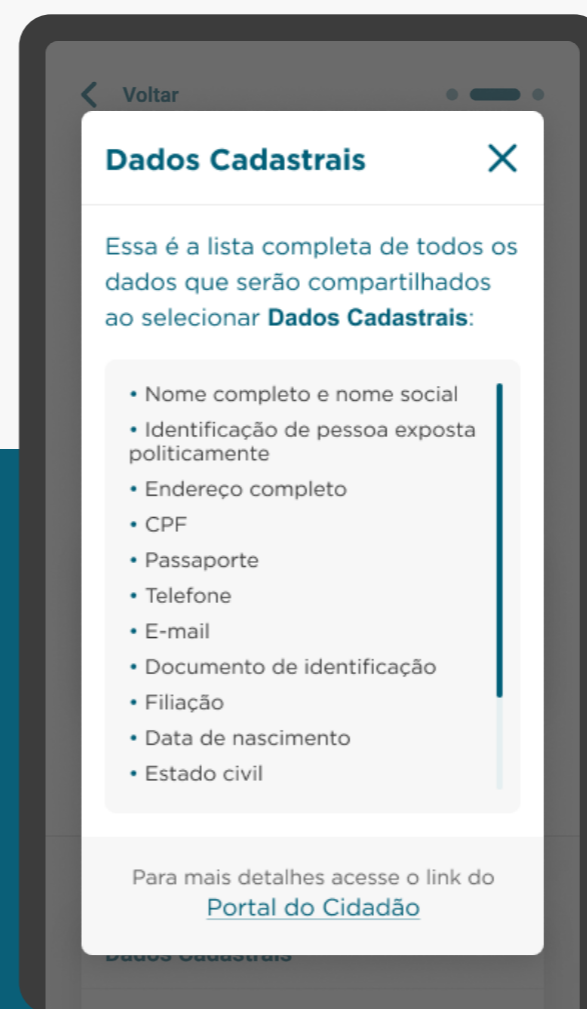 Voltar
Dados Cadastrais
Essa é a lista completa de todos os
dados que serão compartilhados
ao selecionar Dados Cadastrais:
• Nome completo e nome social
• Identificação de pessoa exposta
politicamente
• Endereço completo
• CPF
• Passaporte
• Telefone
• E-mail
• Documento de identificação
• Filiação
• Data de nascimento
• Estado civil
Para mais detalhes acesse o link do
Portal do Cidadão
Dados Cadastrais